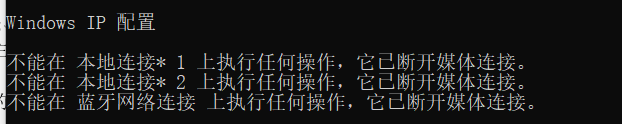 Windows IP 配置
不能在 本地连接* 1 上执行任何操作，它已断开媒体连接。
不能在 本地连接* 2 上执行任何操作，它已断开媒体连接。
不能在 蓝牙网络连接 上执行任何操作，它已断开媒体连接。